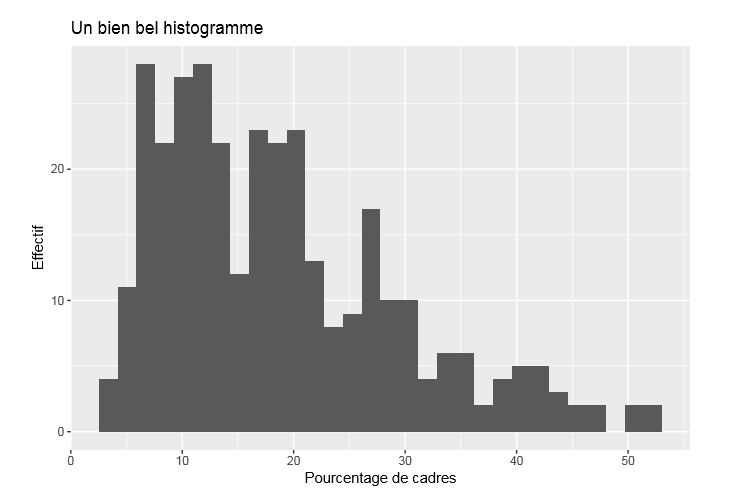 Un bien bel histogramme
Effectif
20
10
0
0 10 20 30 40 50
Pourcentage de cadres